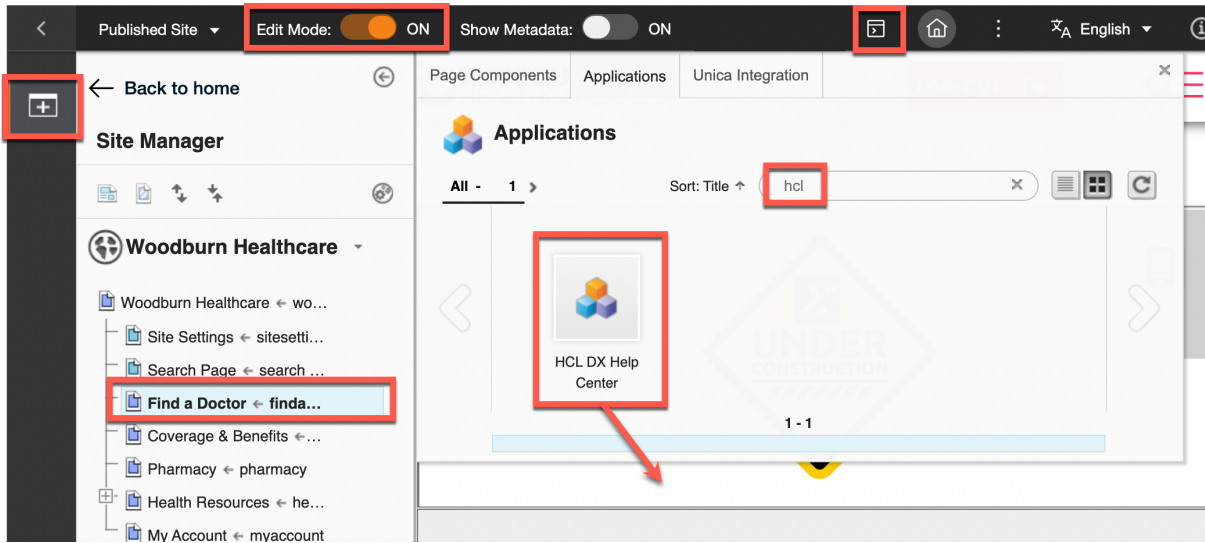 Published Site
Edit Mode: ON
Show Metadata: ON
English
Back to home
Site Manager
Woodburn Healthcare
Woodburn Healthcare ← wo…
Site Settings ← sitesetti…
Search Page ← search …
Find a Doctor ← finda…
Coverage & Benefits ←…
Pharmacy ← pharmacy
Health Resources ← he…
My Account ← myaccount
Page Components
Applications
Unica Integration
Applications
All - 1
Sort: Title
hcl
HCL DX Help
Center
UNDER
CONSTRUCTION
1 - 1